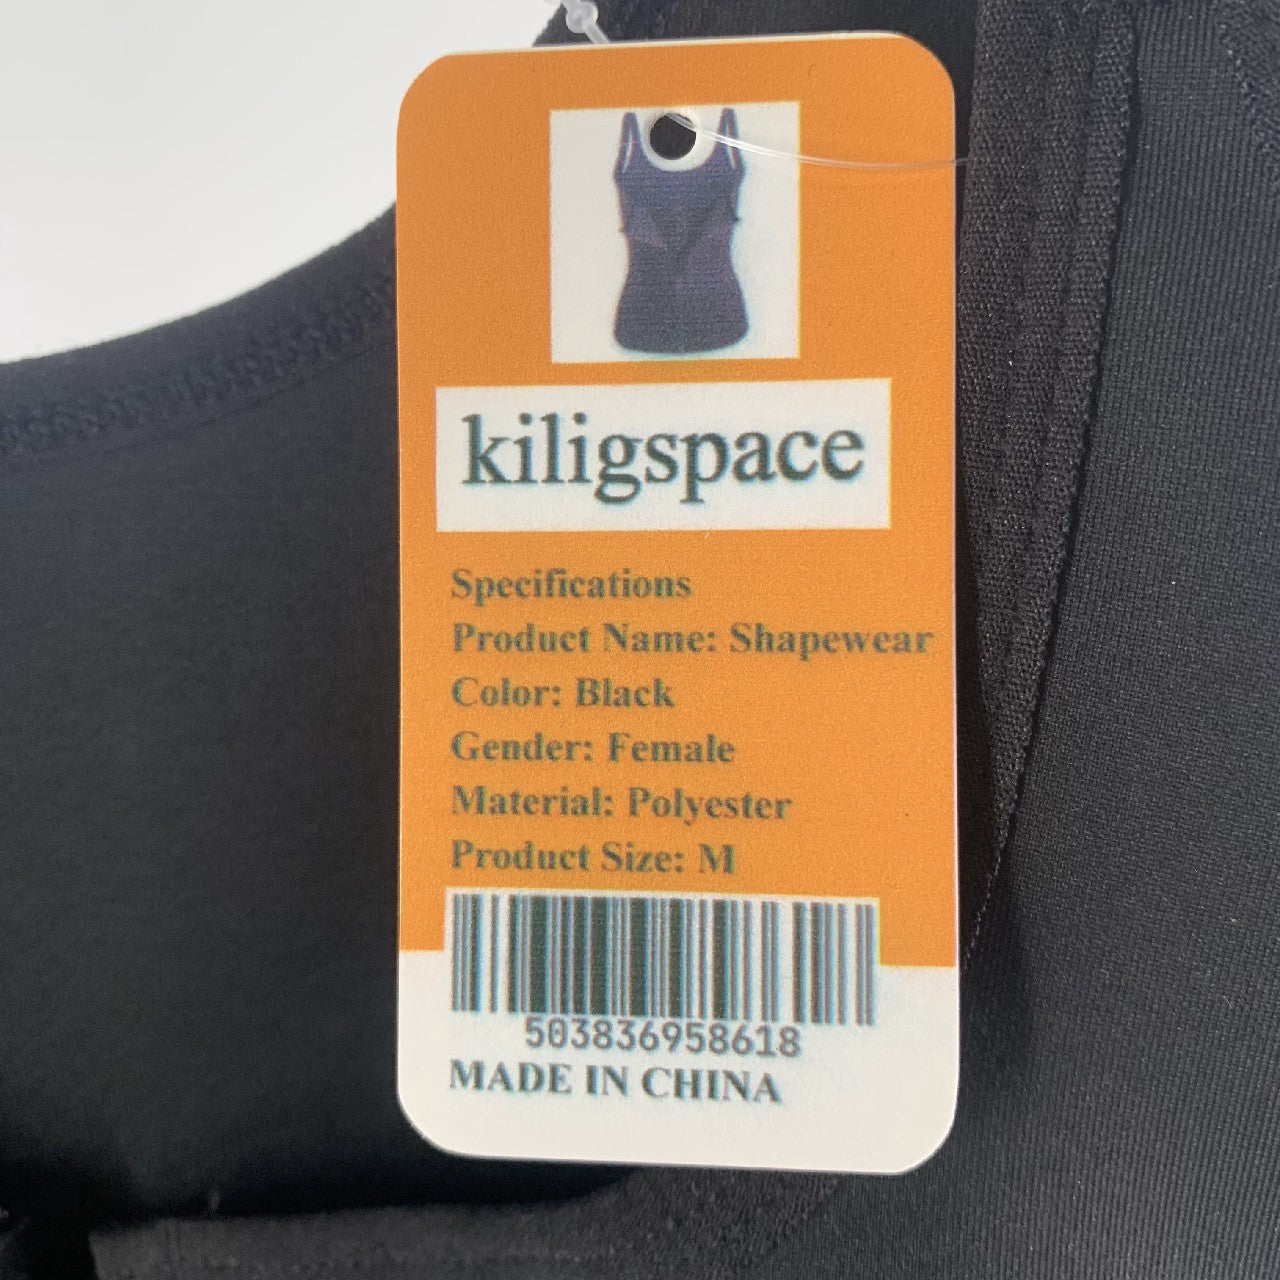 kiligspace
Specifications
Product Name: Shapewear
Color: Black
Gender: Female
Material: Polyester
Product Size: M
503836958618
MADE IN CHINA